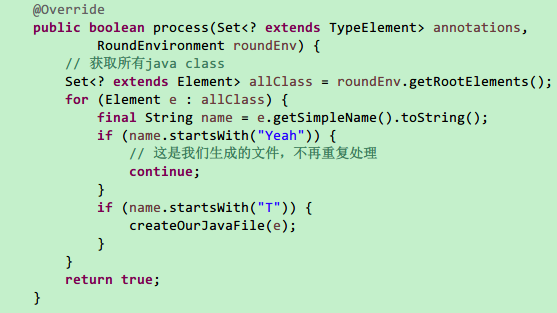 @Override
public boolean process(Set<? extends TypeElement> annotations,
        RoundEnvironment roundEnv) {
    // 获取所有java class
    Set<? extends Element> allClass = roundEnv.getRootElements();
    for (Element e : allClass) {
        final String name = e.getSimpleName().toString();
        if (name.startsWith("Yeah")) {
            // 这是我们生成的文件，不再重复处理
            continue;
        }
        if (name.startsWith("T")) {
            createOurJavaFile(e);
        }
    }
    return true;
}